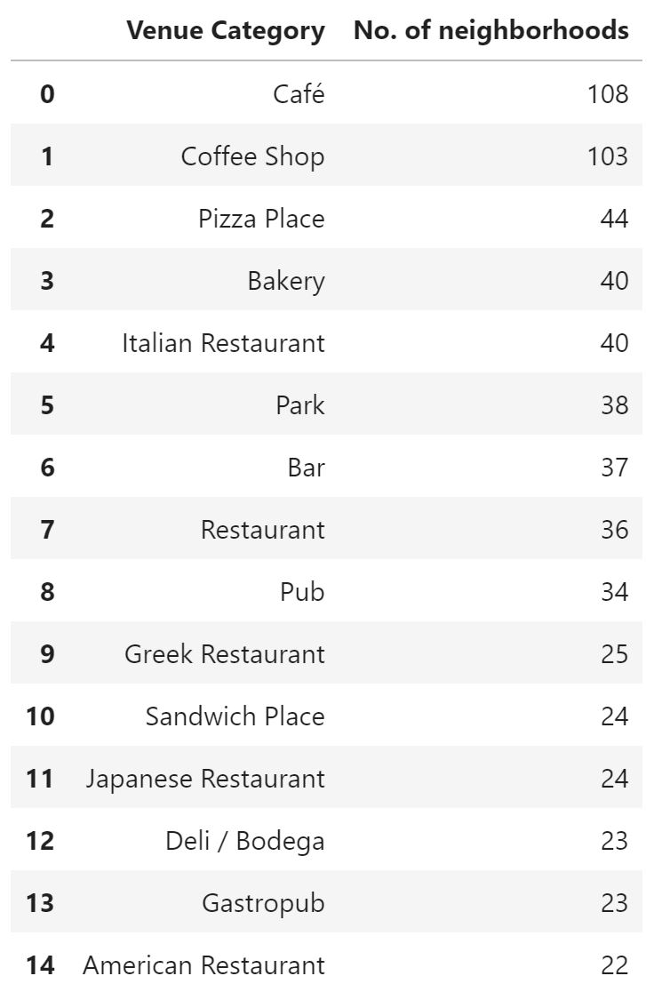 Venue Category No. of neighborhoods
0 Café 108
1 Coffee Shop 103
2 Pizza Place 44
3 Bakery 40
4 Italian Restaurant 40
5 Park 38
6 Bar 37
7 Restaurant 36
8 Pub 34
9 Greek Restaurant 25
10 Sandwich Place 24
11 Japanese Restaurant 24
12 Deli / Bodega 23
13 Gastropub 23
14 American Restaurant 22